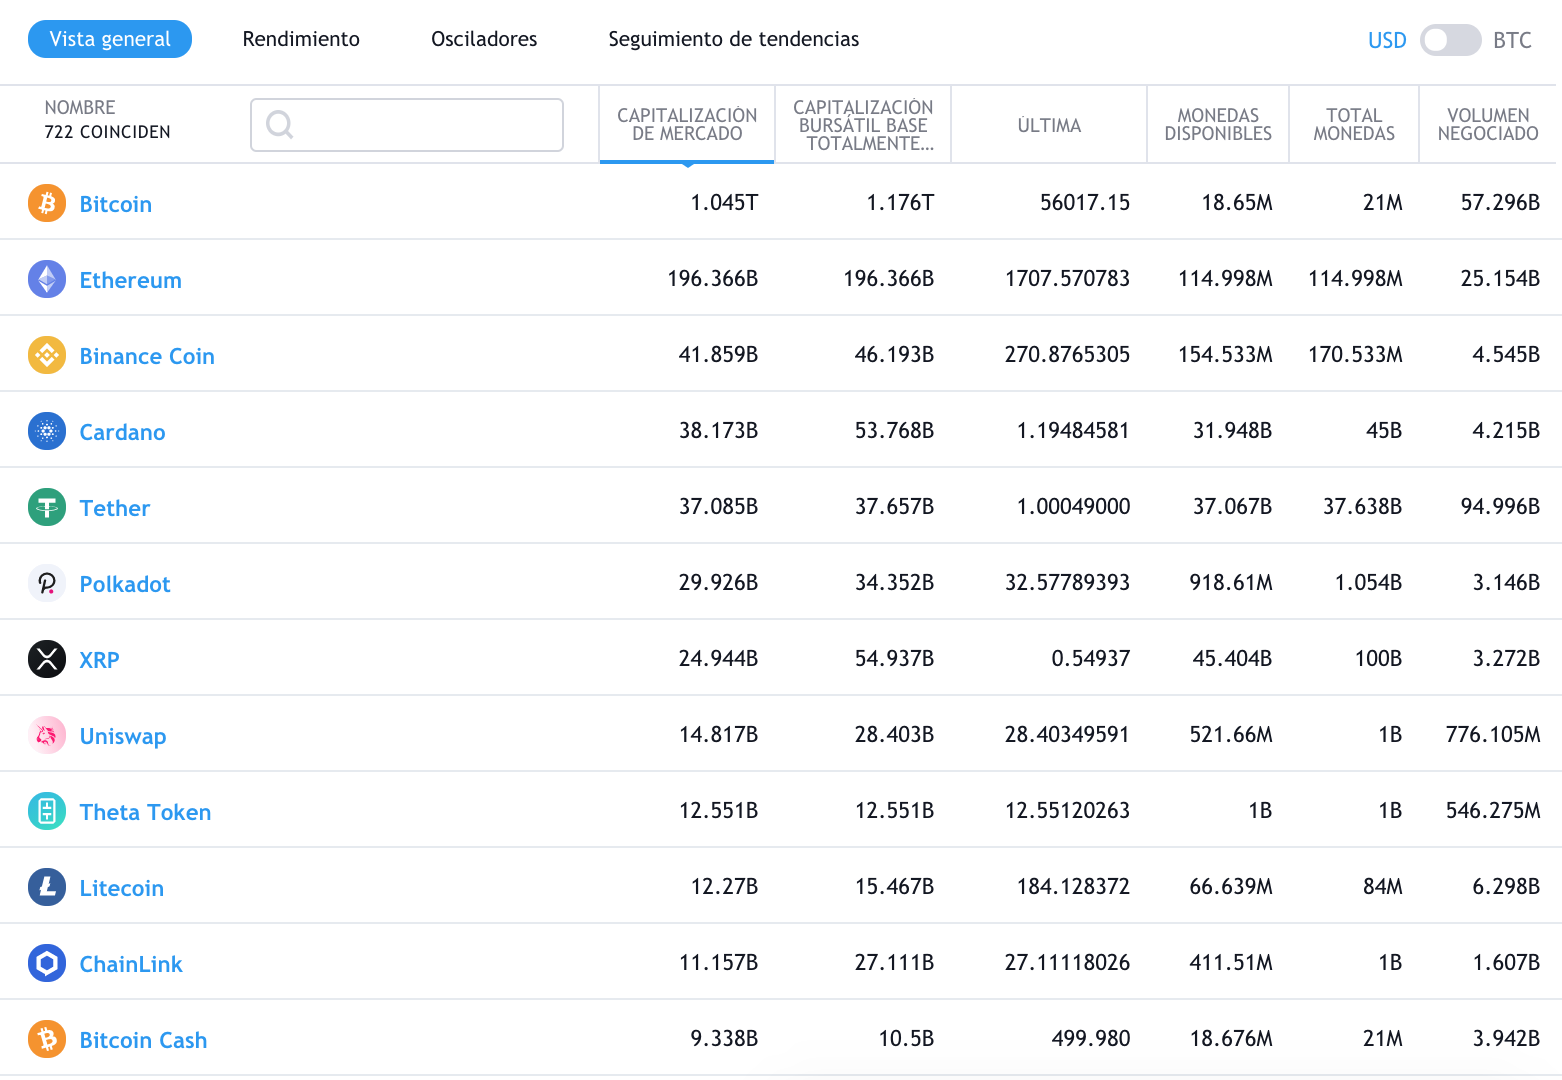 Vista general Rendimiento Osciladores Seguimiento de tendencias USD BTC
NOMBRE
722 COINCIDEN
CAPITALIZACIÓN
DE MERCADO
CAPITALIZACIÓN
BURSÁTIL BASE
TOTALMENTE...
ÚLTIMA
MONEDAS
DISPONIBLES
TOTAL
MONEDAS
VOLUMEN
NEGOCIADO
Bitcoin 1.045T 1.176T 56017.15 18.65M 21M 57.296B
Ethereum 196.366B 196.366B 1707.570783 114.998M 114.998M 25.154B
Binance Coin 41.859B 46.193B 270.8765305 154.533M 170.533M 4.545B
Cardano 38.173B 53.768B 1.19484581 31.948B 45B 4.215B
Tether 37.085B 37.657B 1.00049000 37.067B 37.638B 94.996B
Polkadot 29.926B 34.352B 32.57789393 918.61M 1.054B 3.146B
XRP 24.944B 54.937B 0.54937 45.404B 100B 3.272B
Uniswap 14.817B 28.403B 28.40349591 521.66M 1B 776.105M
Theta Token 12.551B 12.551B 12.55120263 1B 1B 546.275M
Litecoin 12.27B 15.467B 184.128372 66.639M 84M 6.298B
ChainLink 11.157B 27.111B 27.11118026 411.51M 1B 1.607B
Bitcoin Cash 9.338B 10.5B 499.980 18.676M 21M 3.942B